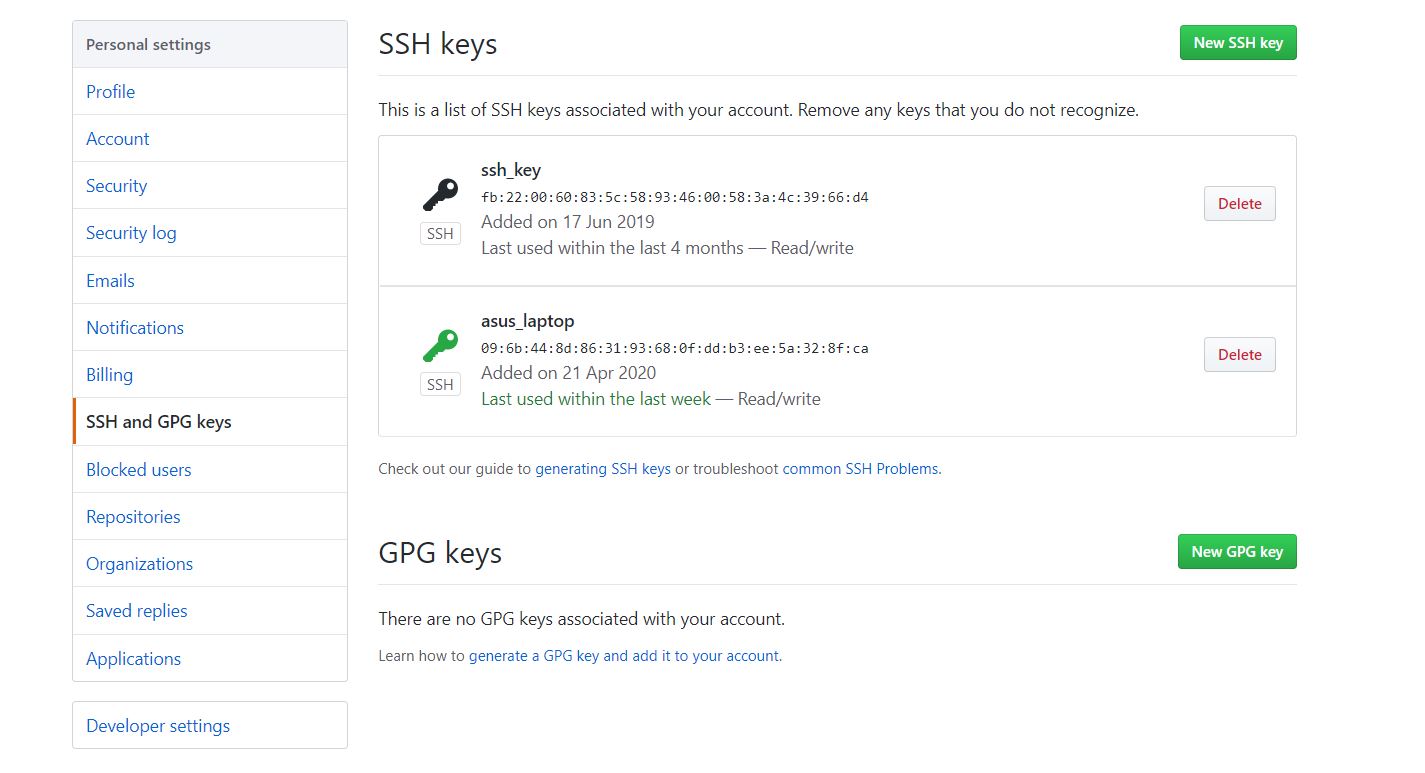 Personal settings
Profile
Account
Security
Security log
Emails
Notifications
Billing
SSH and GPG keys
Blocked users
Repositories
Organizations
Saved replies
Applications
Developer settings
SSH keys
New SSH key
This is a list of SSH keys associated with your account. Remove any keys that you do not recognize.
ssh_key
fb:22:00:60:83:5c:58:93:46:00:58:3a:4c:39:66:d4
Added on 17 Jun 2019
Last used within the last 4 months — Read/write
SSH
Delete
asus_laptop
09:6b:44:8d:86:31:93:68:0f:dd:b3:ee:5a:32:8f:ca
Added on 21 Apr 2020
Last used within the last week — Read/write
SSH
Delete
Check out our guide to generating SSH keys or troubleshoot common SSH Problems.
GPG keys
New GPG key
There are no GPG keys associated with your account.
Learn how to generate a GPG key and add it to your account.